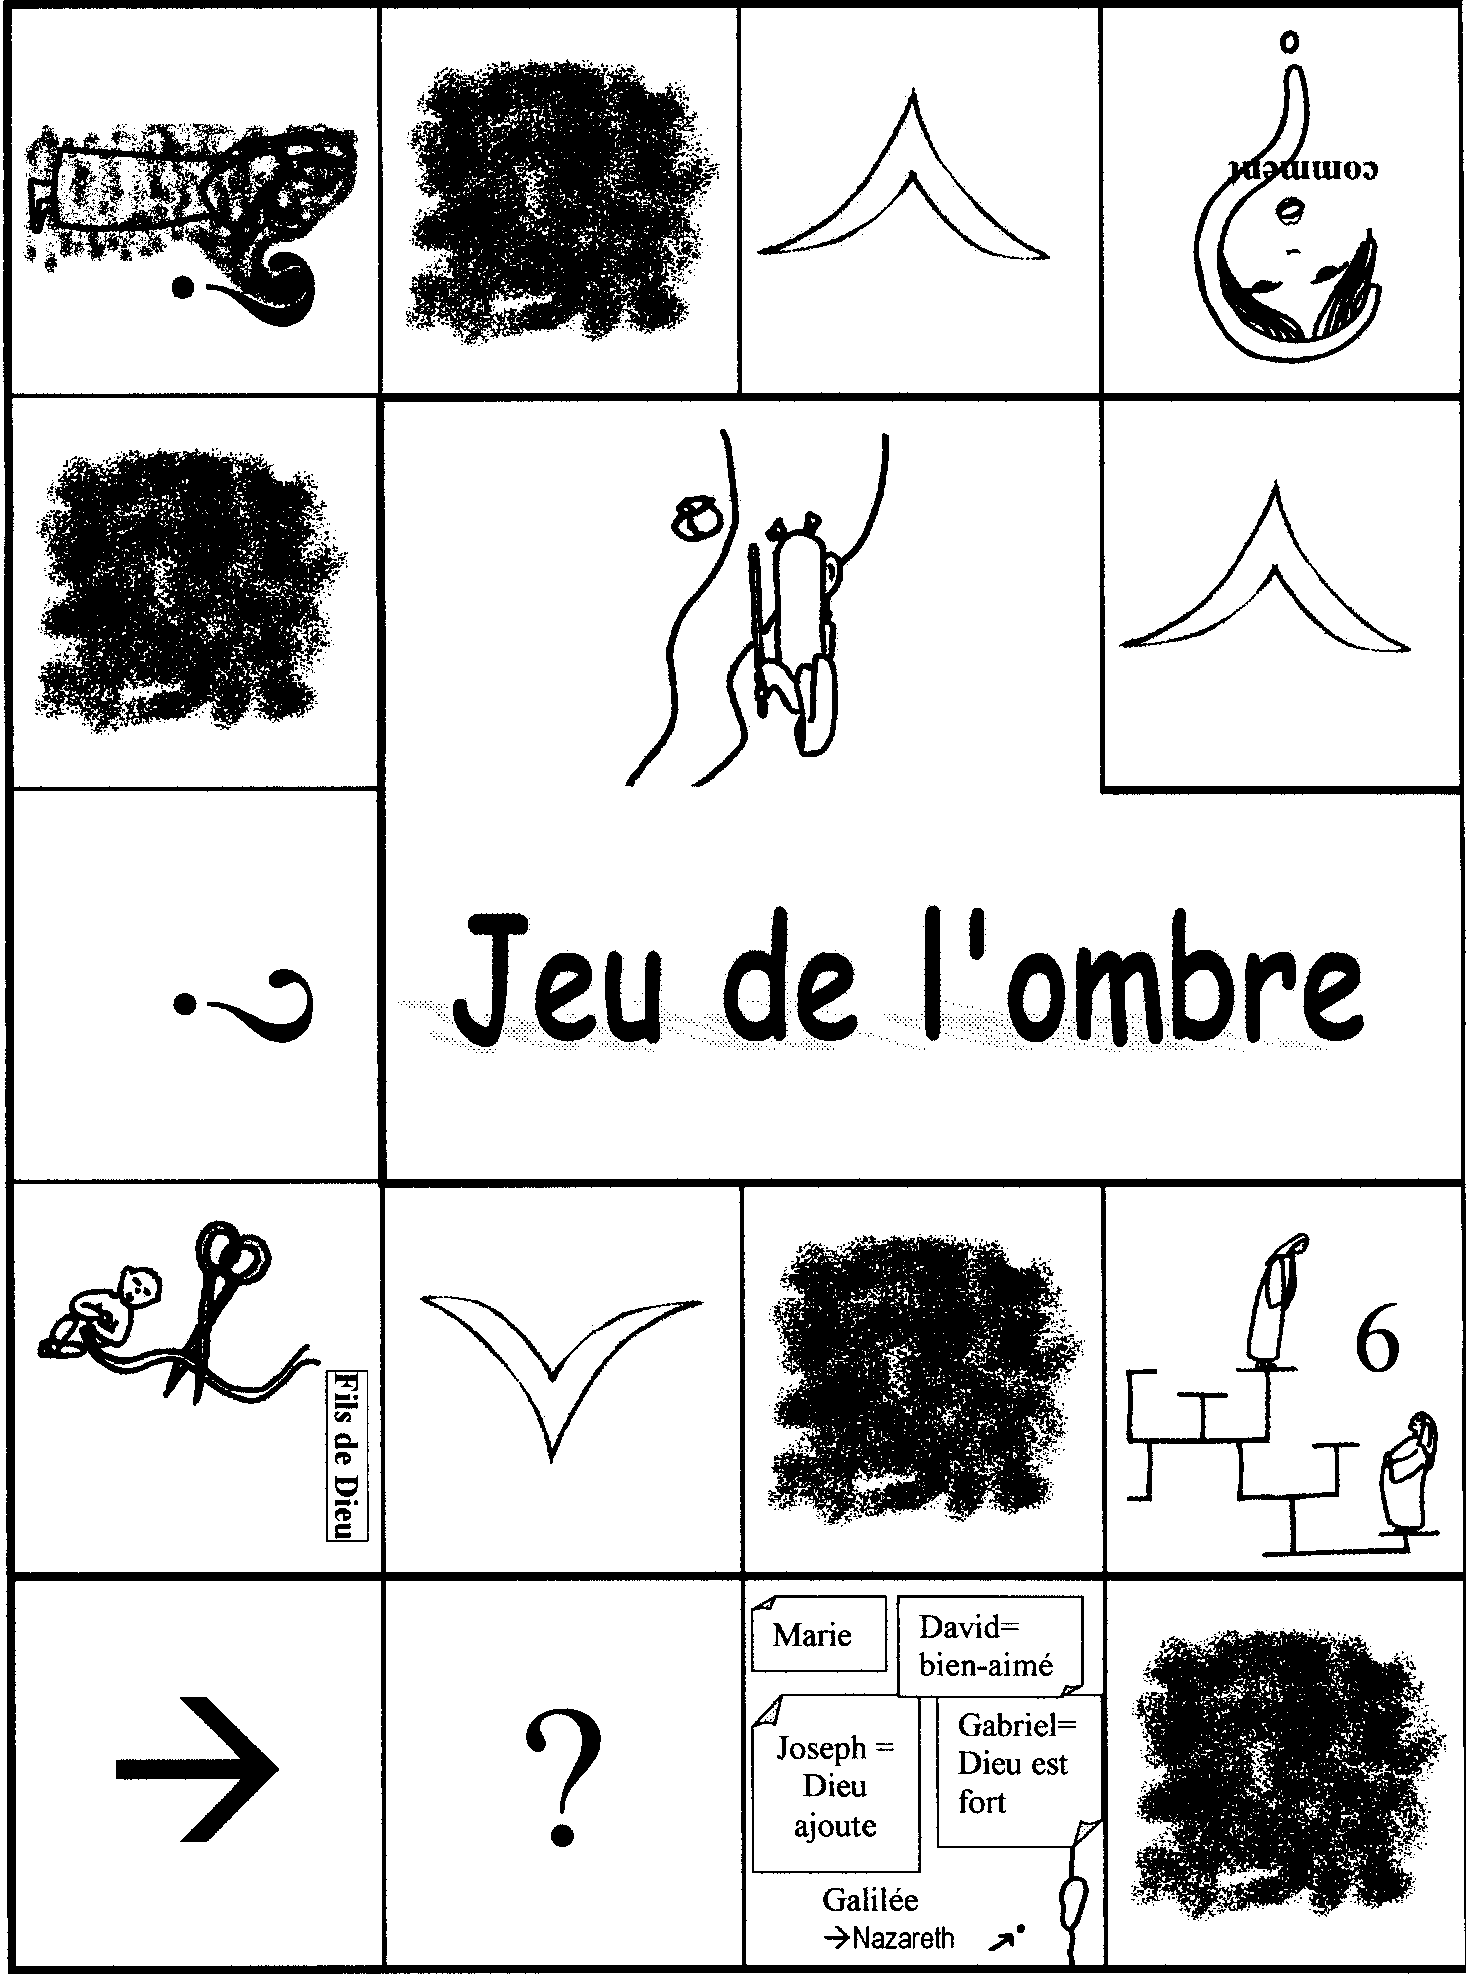 ?
comment
?
Jeu de l'ombre
Fils de Dieu
6
?
Marie
David=
bien-aimé
Joseph =
Dieu
ajoute
Gabriel=
Dieu est
fort
Galilée
→Nazareth